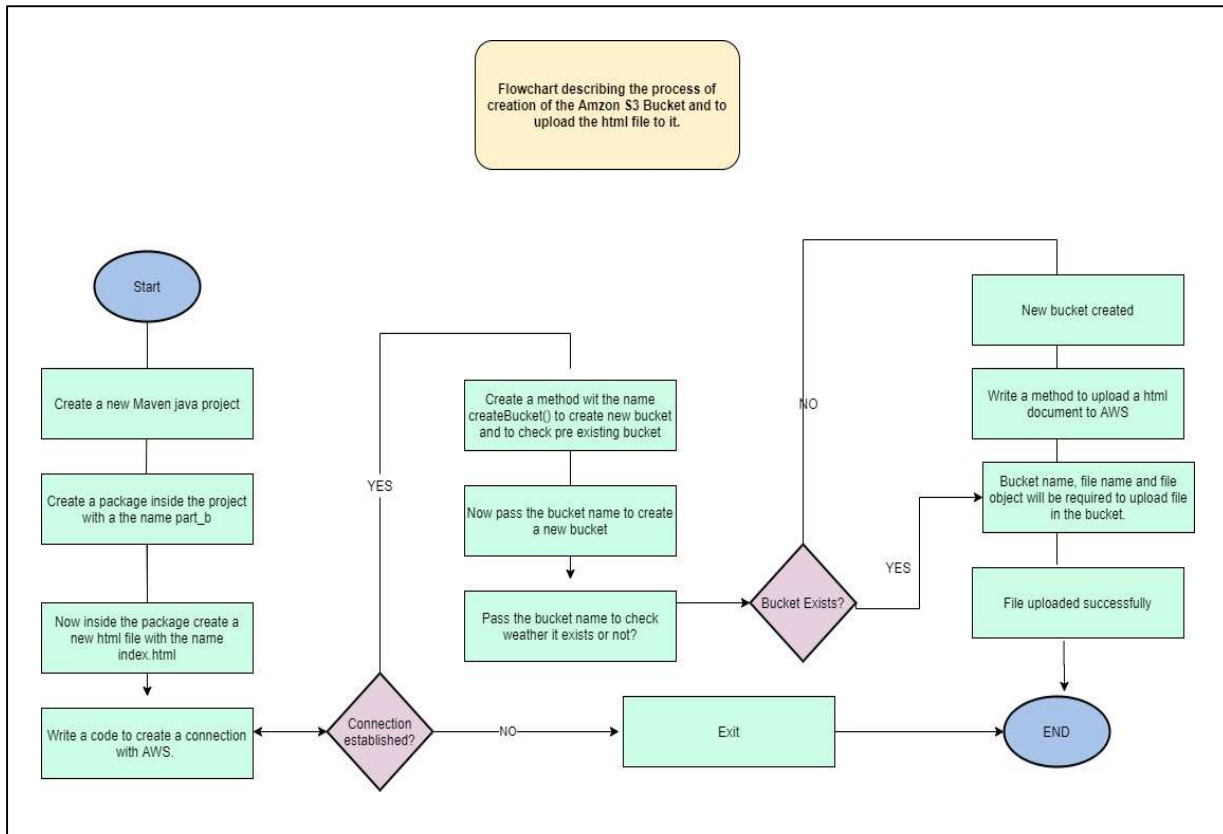 Flowchart describing the process of
creation of the Amzon S3 Bucket and to
upload the html file to it.
Start
Create a new Maven java project
Create a package inside the project
with a the name part_b
Now inside the package create a
new html file with the name
index.html
Write a code to create a connection
with AWS.
Connection
established?
YES
NO
Create a method wit the name
createBucket() to create new bucket
and to check pre existing bucket
Now pass the bucket name to create
a new bucket
Pass the bucket name to check
weather it exists or not?
Bucket Exists?
NO
YES
New bucket created
Write a method to upload a html
document to AWS
Bucket name, file name and file
object will be required to upload file
in the bucket.
File uploaded successfully
Exit
END